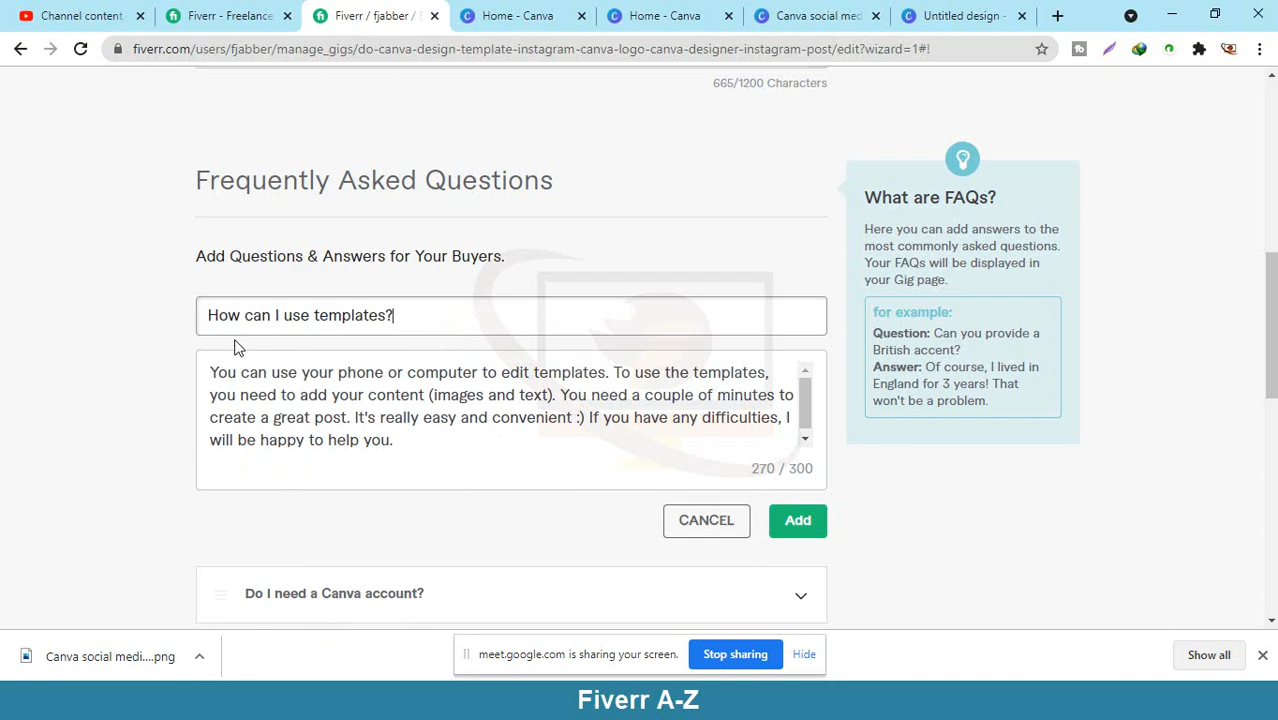 Channel content
Fiverr - Freelance
Fiverr / fjabber / E
Home - Canva
Home - Canva
Canva social med
Untitled design -
fiverr.com/users/fjabber/manage_gigs/do-canva-design-template-instagram-canva-logo-canva-designer-instagram-post/edit?wizard=1#!
665/1200 Characters
Frequently Asked Questions
Add Questions & Answers for Your Buyers.
How can I use templates?
You can use your phone or computer to edit templates. To use the templates,
you need to add your content (images and text). You need a couple of minutes to
create a great post. It's really easy and convenient :) If you have any difficulties, I
will be happy to help you.
270 / 300
CANCEL
Add
Do I need a Canva account?
What are FAQs?
Here you can add answers to the
most commonly asked questions.
Your FAQs will be displayed in
your Gig page.
for example:
Question: Can you provide a
British accent?
Answer: Of course, I lived in
England for 3 years! That
won't be a problem.
Canva social medi....png
meet.google.com is sharing your screen.
Stop sharing
Hide
Show all
Fiverr A-Z